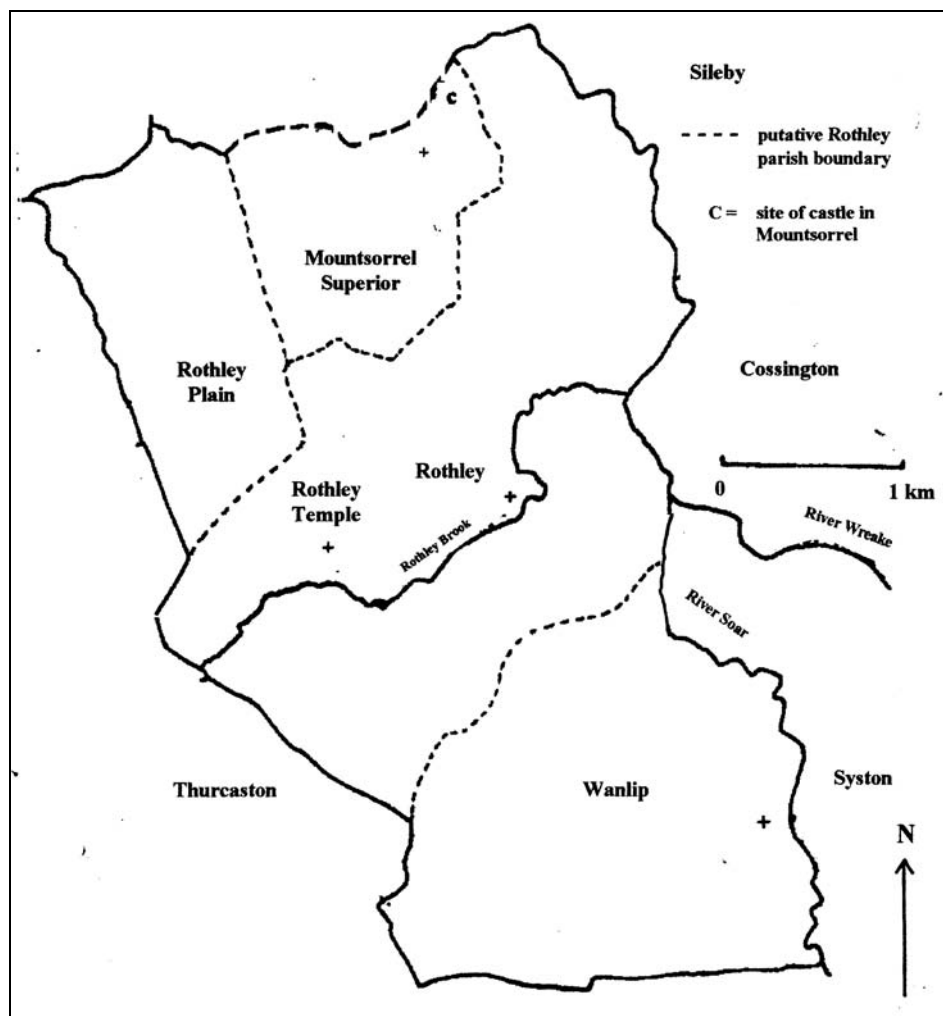 Sileby
putative Rothley
parish boundary
C = site of castle in
Mountsorrel
c
Mountsorrel
Superior
Rothley
Plain
Cossington
0 1 km
Rothley
Rothley
Temple
Rothley Brook
River Wreake
River Soar
Thurcaston
Wanlip
Syston
N